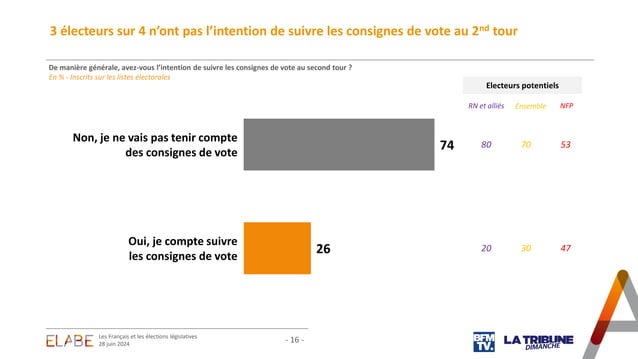 3 électeurs sur 4 n’ont pas l’intention de suivre les consignes de vote au 2nd tour
De manière générale, avez-vous l’intention de suivre les consignes de vote au second tour ?
En % - Inscrits sur les listes électorales
Electeurs potentiels
RN et alliés Ensemble NFP
Non, je ne vais pas tenir compte
des consignes de vote
74 80 70 53
Oui, je compte suivre
les consignes de vote
26 20 30 47
ELABE
Les Français et les élections législatives
28 juin 2024
- 16 -
BFM
TV.
LA TRIBUNE
DIMANCHE